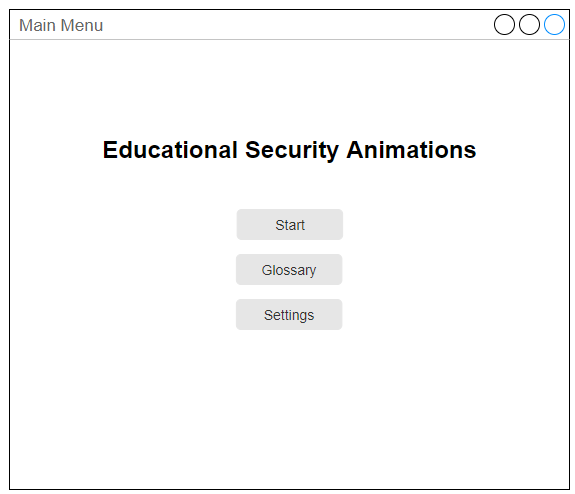 Main Menu
Educational Security Animations
Start
Glossary
Settings